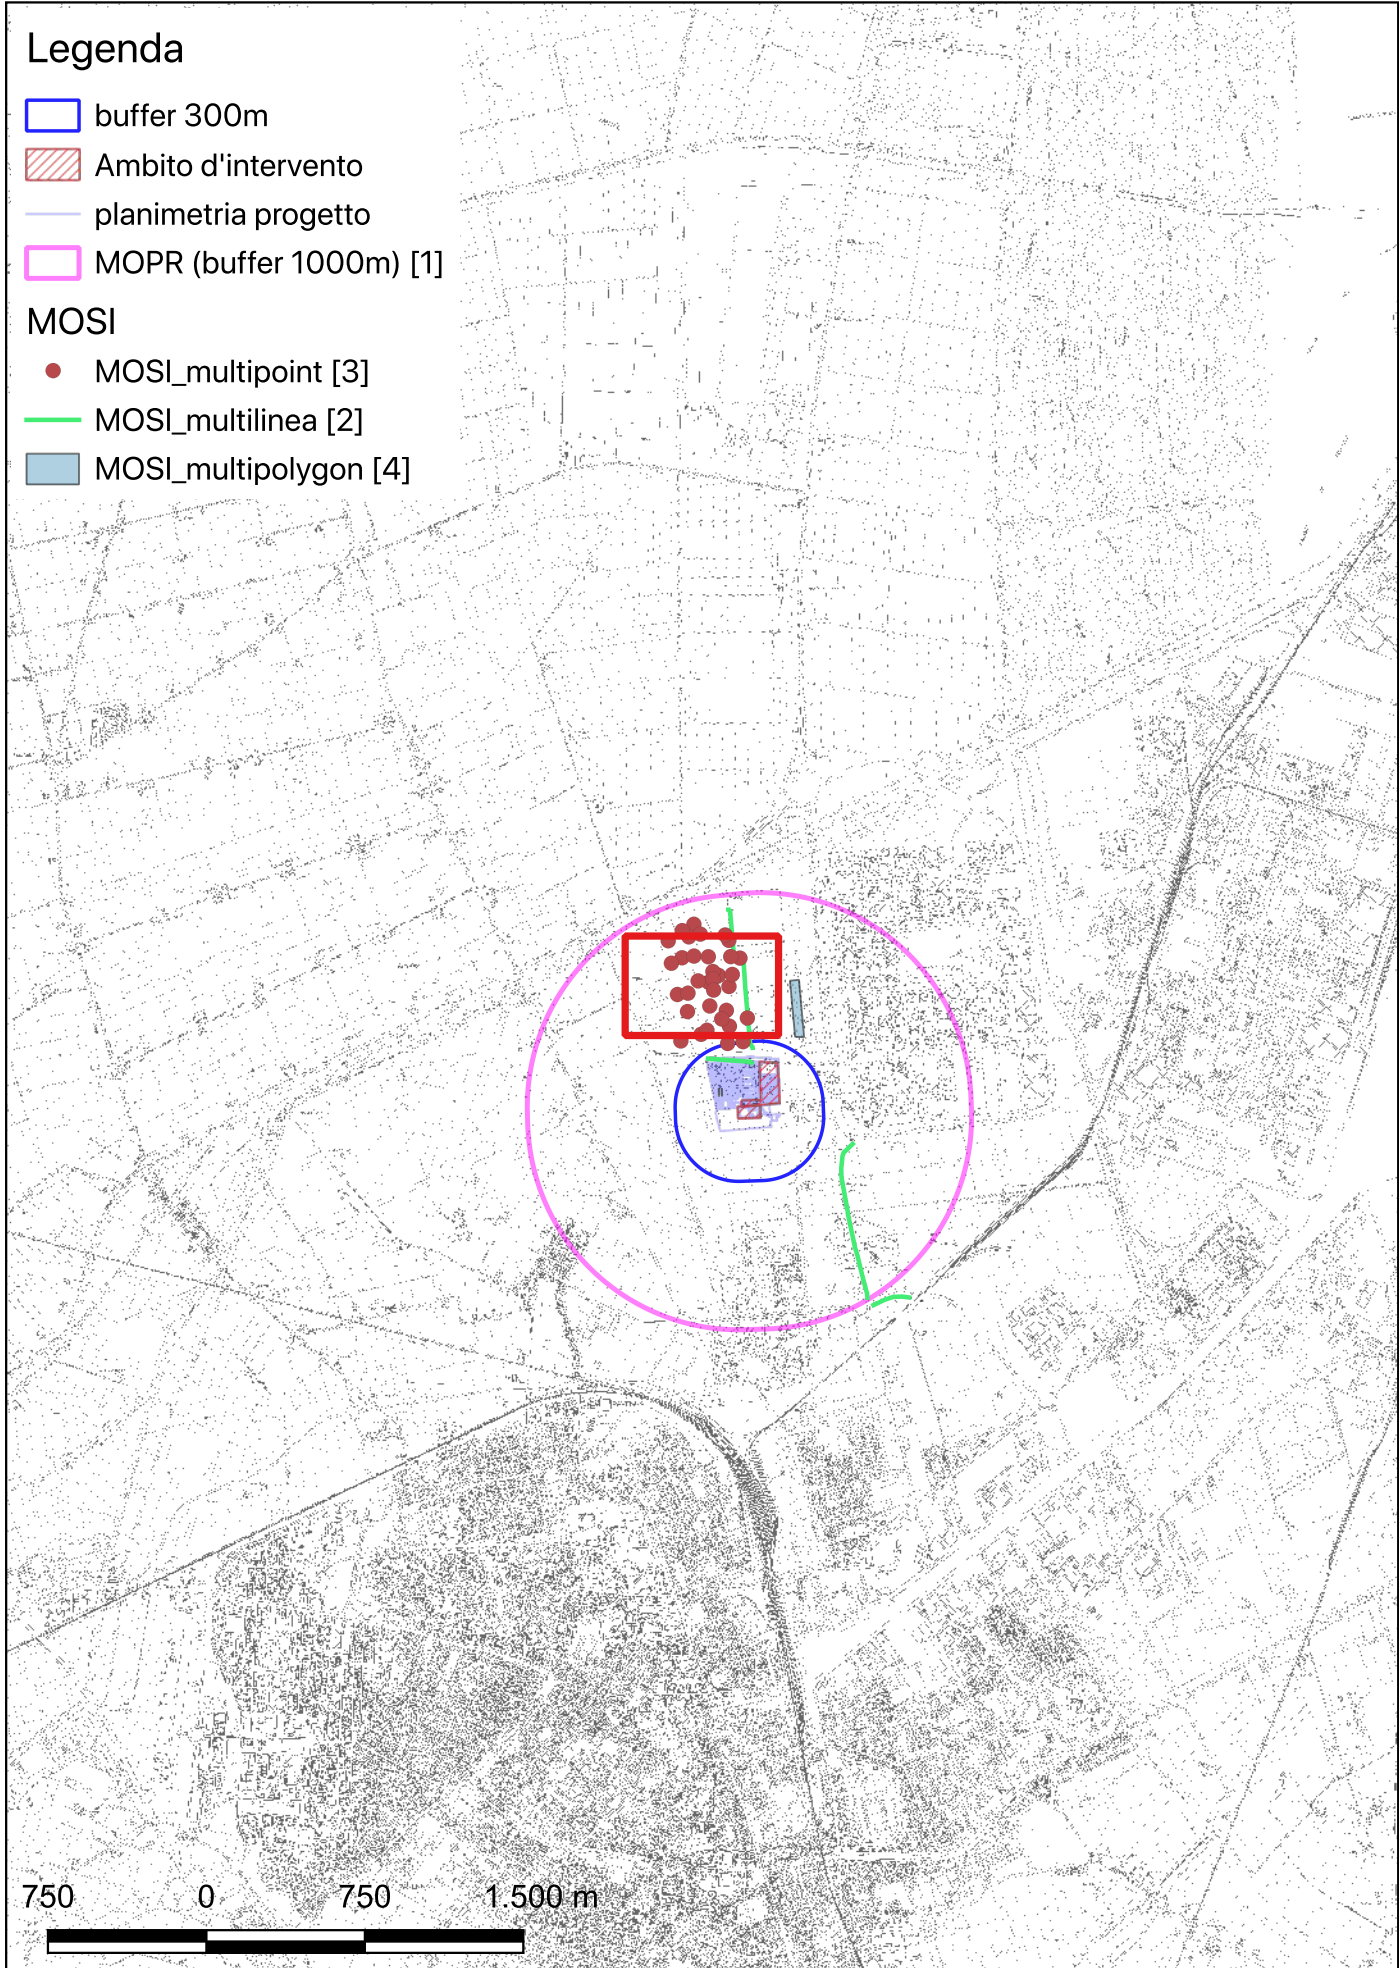 Legenda
buffer 300m
Ambito d'intervento
planimetria progetto
MOPR (buffer 1000m) [1]
MOSI
MOSI_multipoint [3]
MOSI_multilinea [2]
MOSI_multipolygon [4]
750 0 750 1.500 m